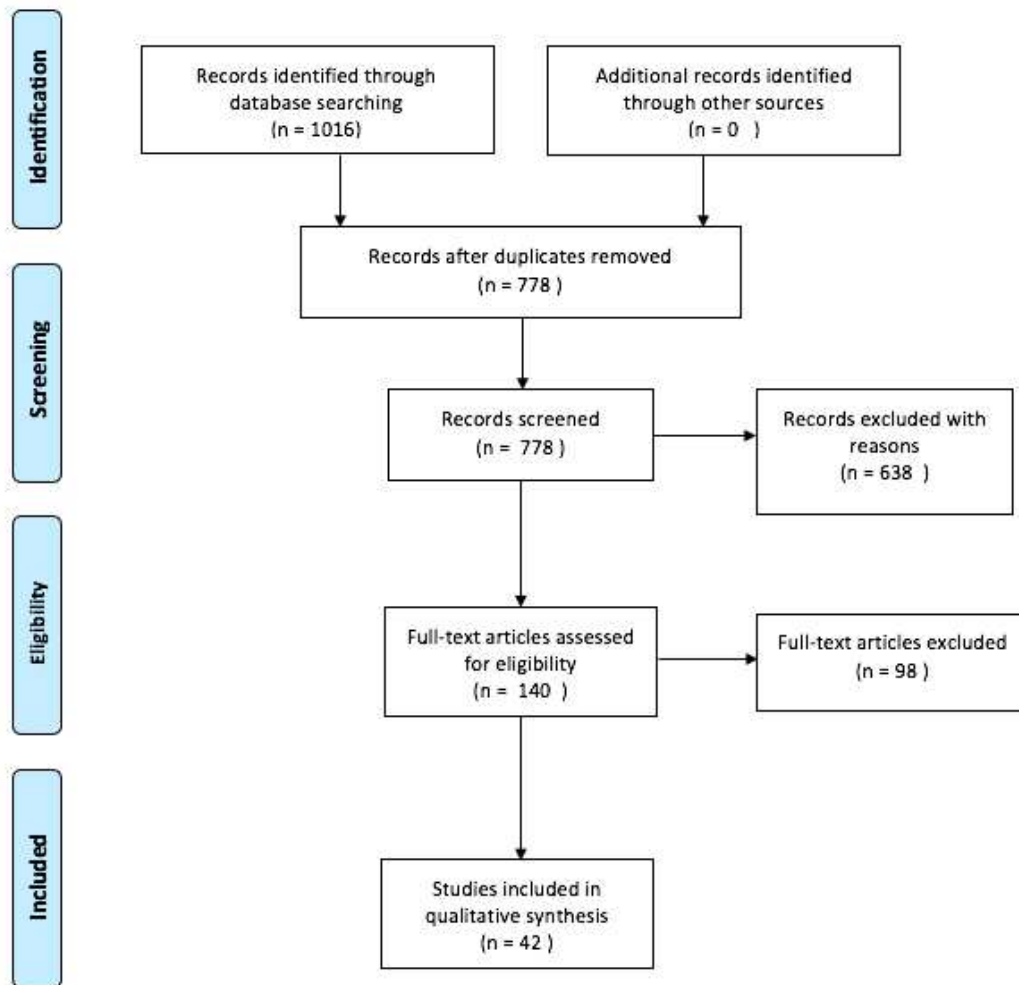 Identification
Records identified through
database searching
(n = 1016)
Additional records identified
through other sources
(n = 0   )
Records after duplicates removed
(n = 778 )
Screening
Records screened
(n =  778 )
Records excluded with
reasons
(n = 638  )
Eligibility
Full-text articles assessed
for eligibility
(n =  140  )
Full-text articles excluded
(n = 98 )
Included
Studies included in
qualitative synthesis
(n = 42 )